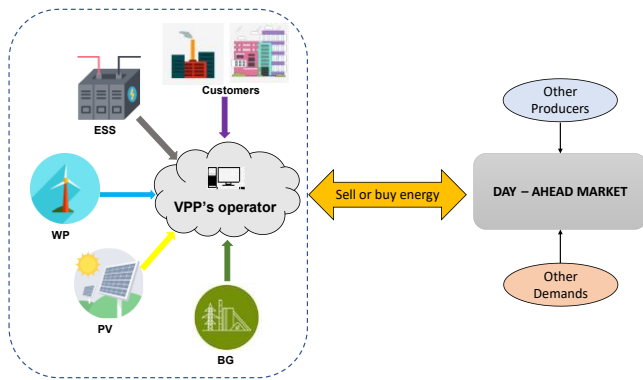 Customers
ESS
WP
VPP's operator
PV
BG
Sell or buy energy
Other
Producers
DAY – AHEAD MARKET
Other
Demands